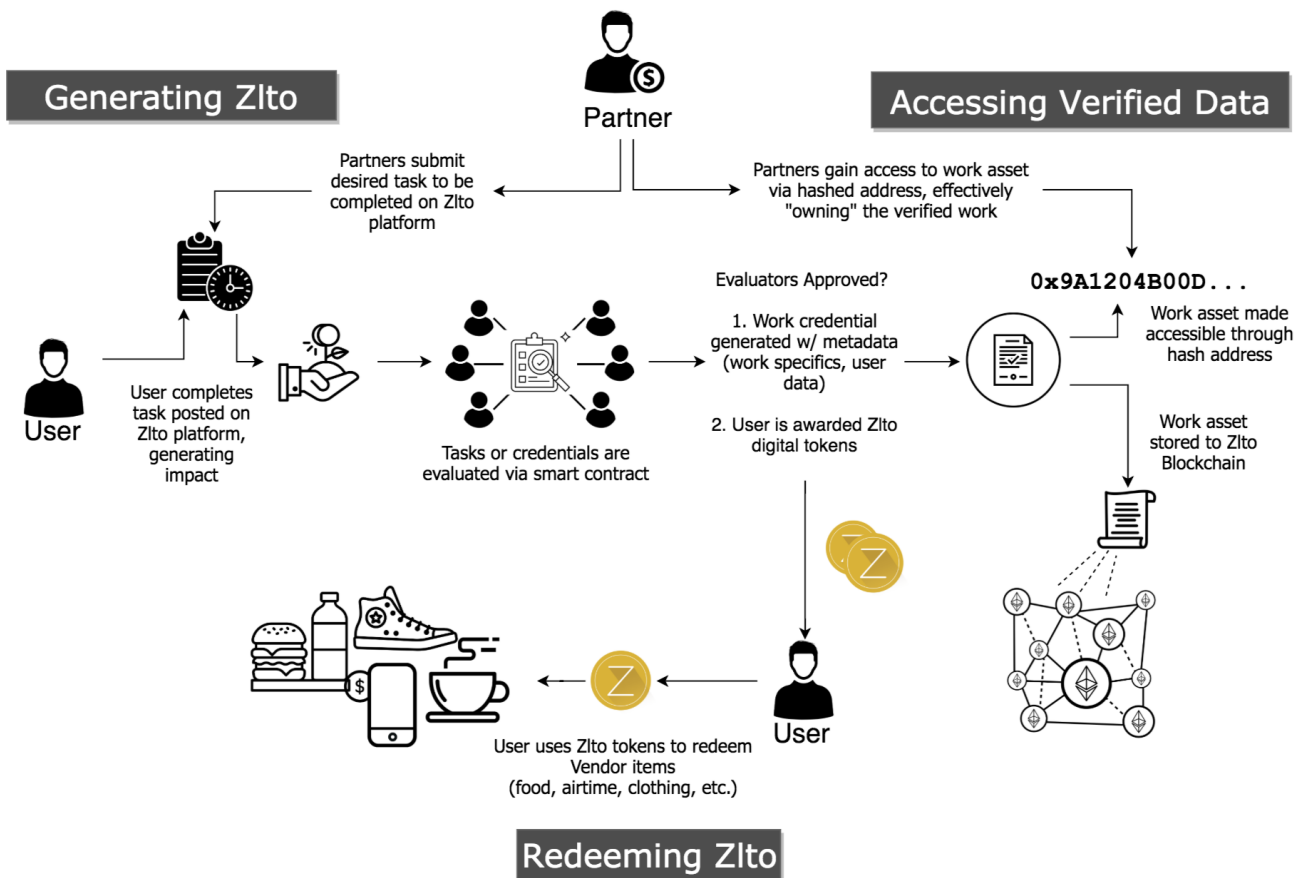 Partner
Generating Zlto
Accessing Verified Data
Partners submit
desired task to be
completed on Zlto
platform
Partners gain access to work asset
via hashed address, effectively
"owning" the verified work
User
User completes
task posted on
Zlto platform,
generating
impact
Tasks or credentials are
evaluated via smart contract
Evaluators Approved?
1. Work credential
generated w/ metadata
(work specifics, user
data)
2. User is awarded Zlto
digital tokens
0x9A1204B00D...
Work asset made
accessible through
hash address
Work asset
stored to Zlto
Blockchain
User
User uses Zlto tokens to redeem
Vendor items
(food, airtime, clothing, etc.)
Redeeming Zlto